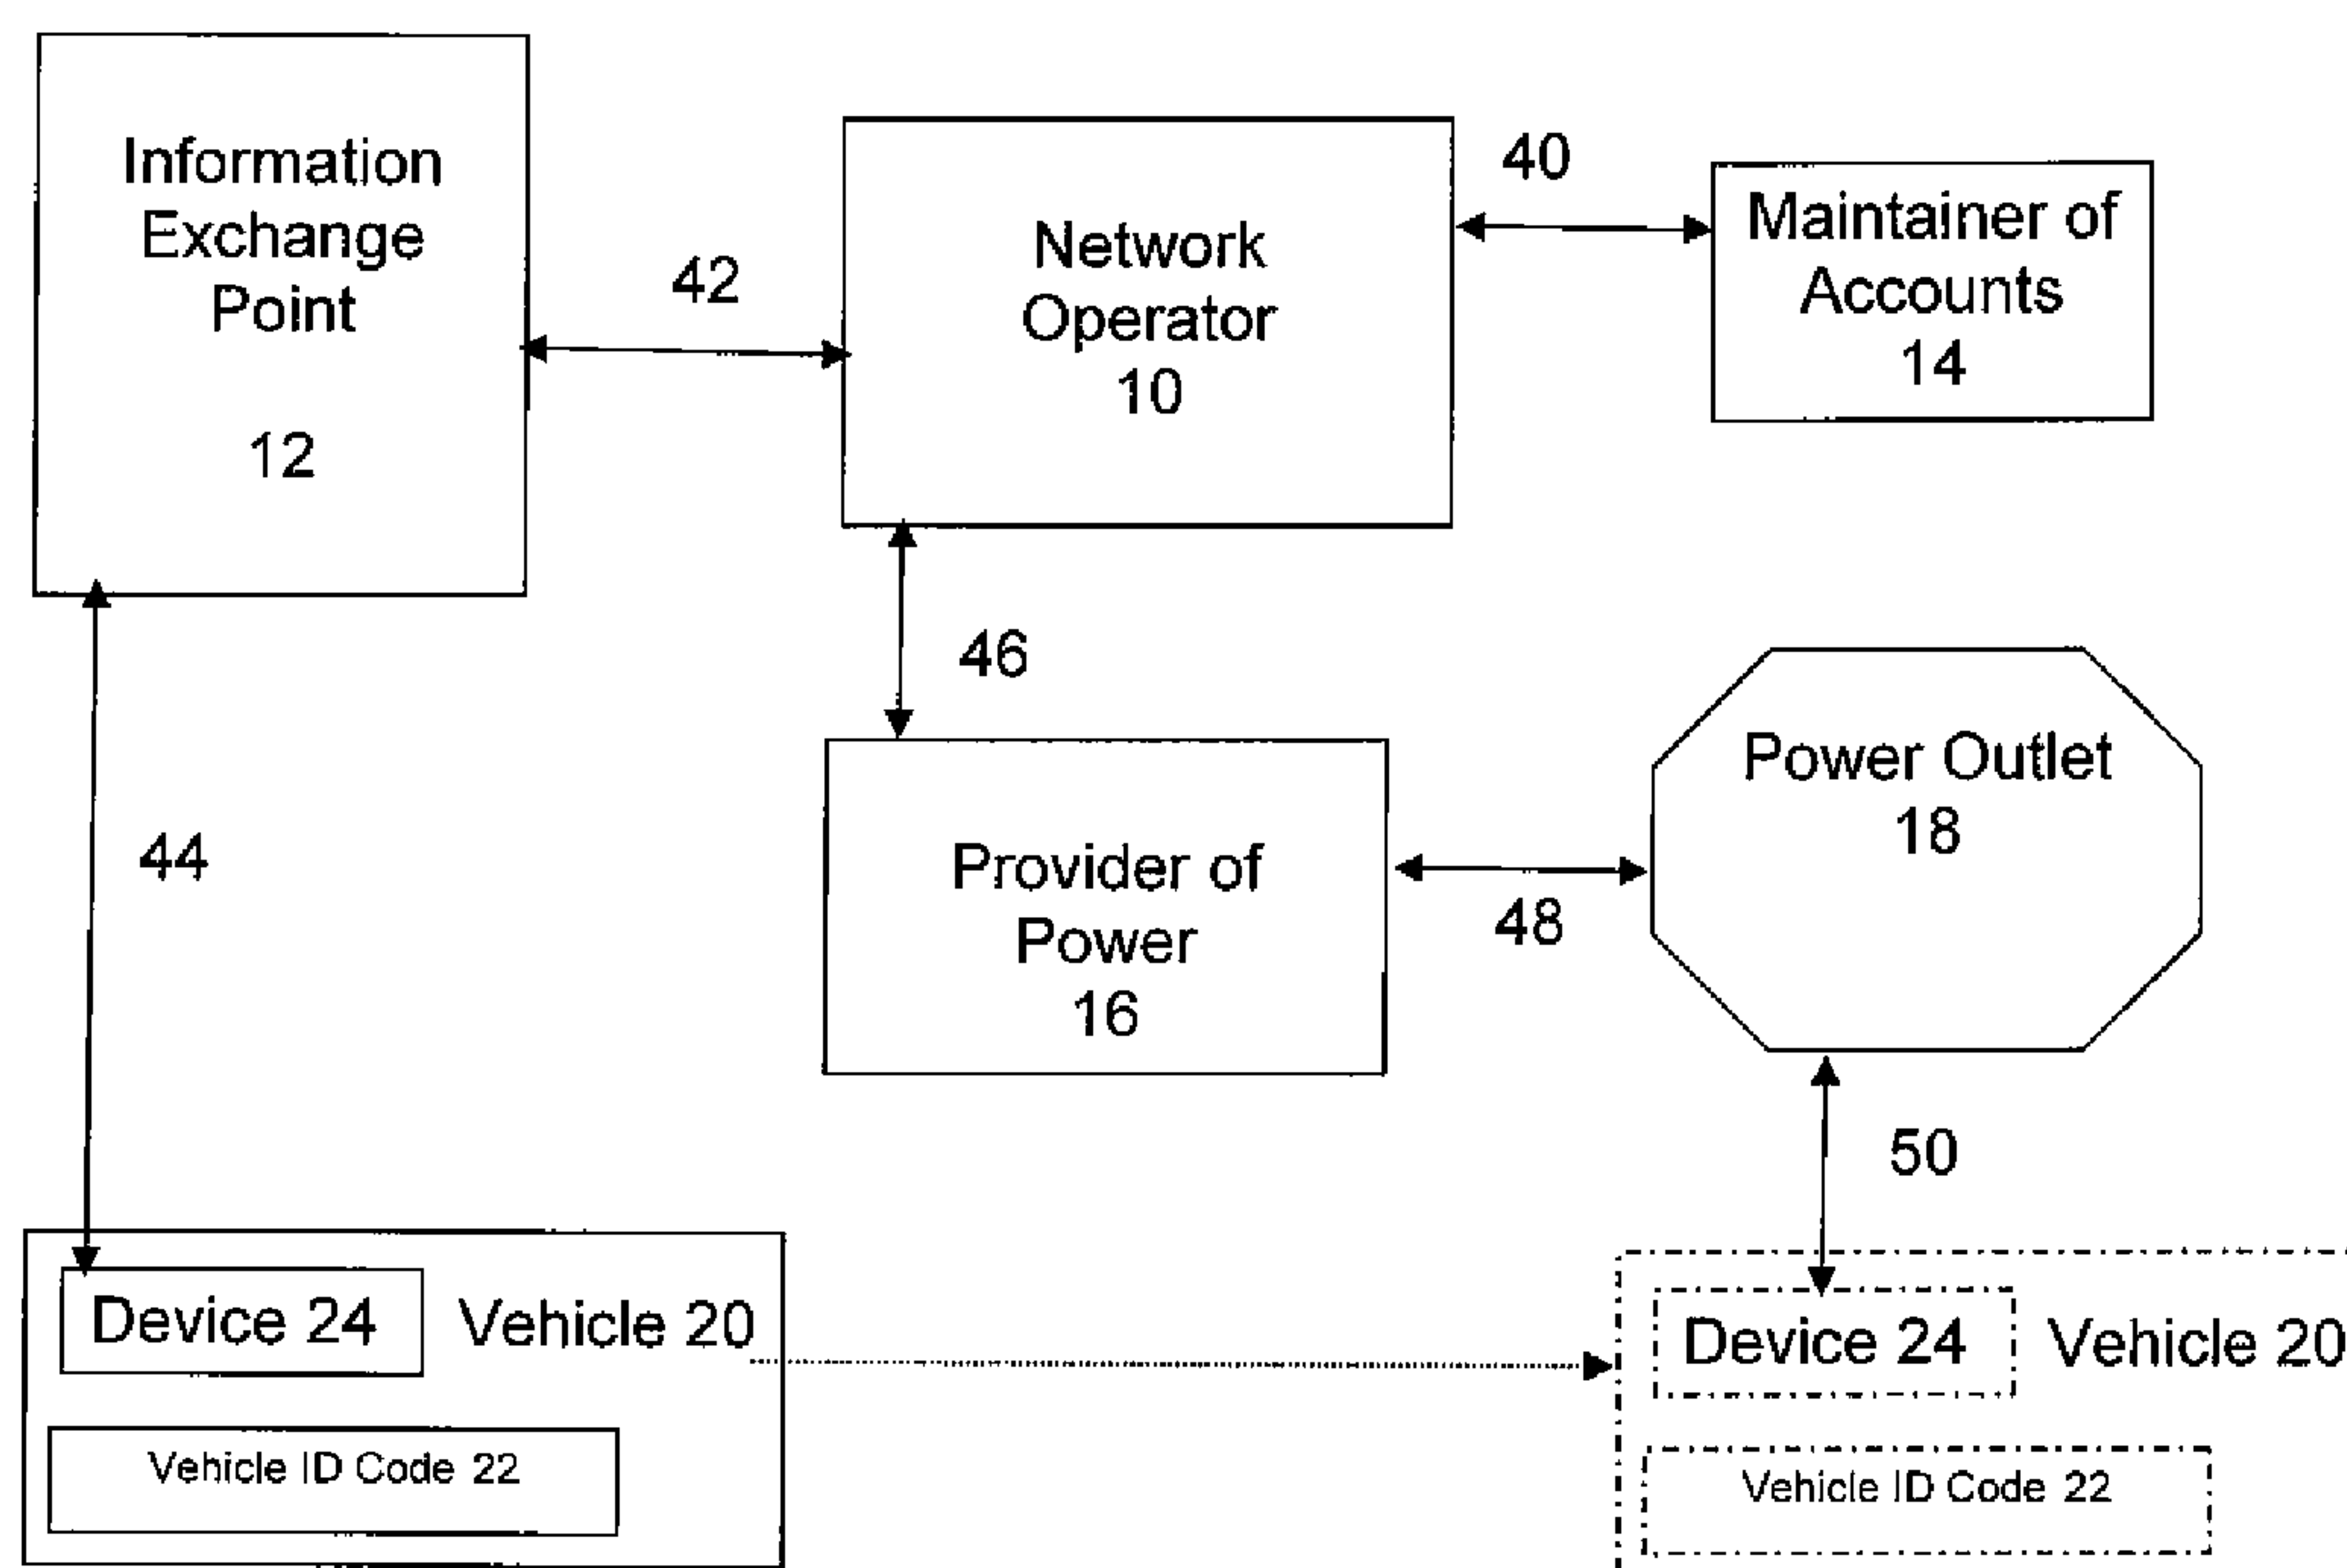 Information
Exchange
Point
12
42
Network
Operator
10
40
Maintainer of
Accounts
14
44
46
Provider of
Power
16
48
Power Outlet
18
50
Device 24
Vehicle 20
Vehicle ID Code 22
Device 24
Vehicle 20
Vehicle ID Code 22